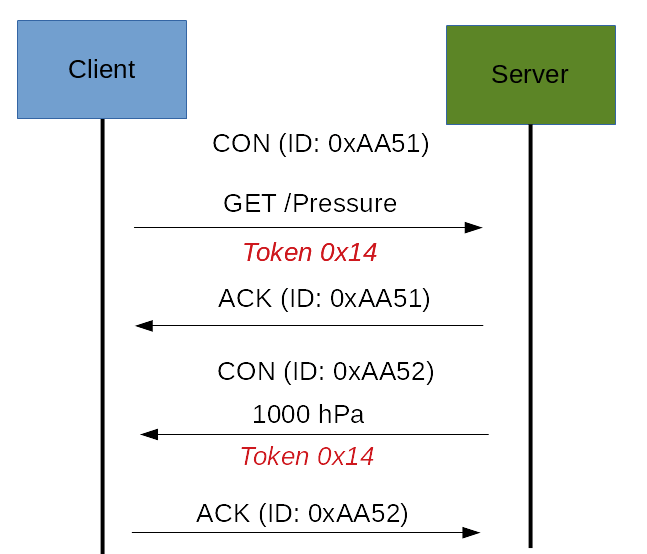 Client
Server
CON (ID: 0xAA51)
GET /Pressure
Token 0x14
ACK (ID: 0xAA51)
CON (ID: 0xAA52)
1000 hPa
Token 0x14
ACK (ID: 0xAA52)